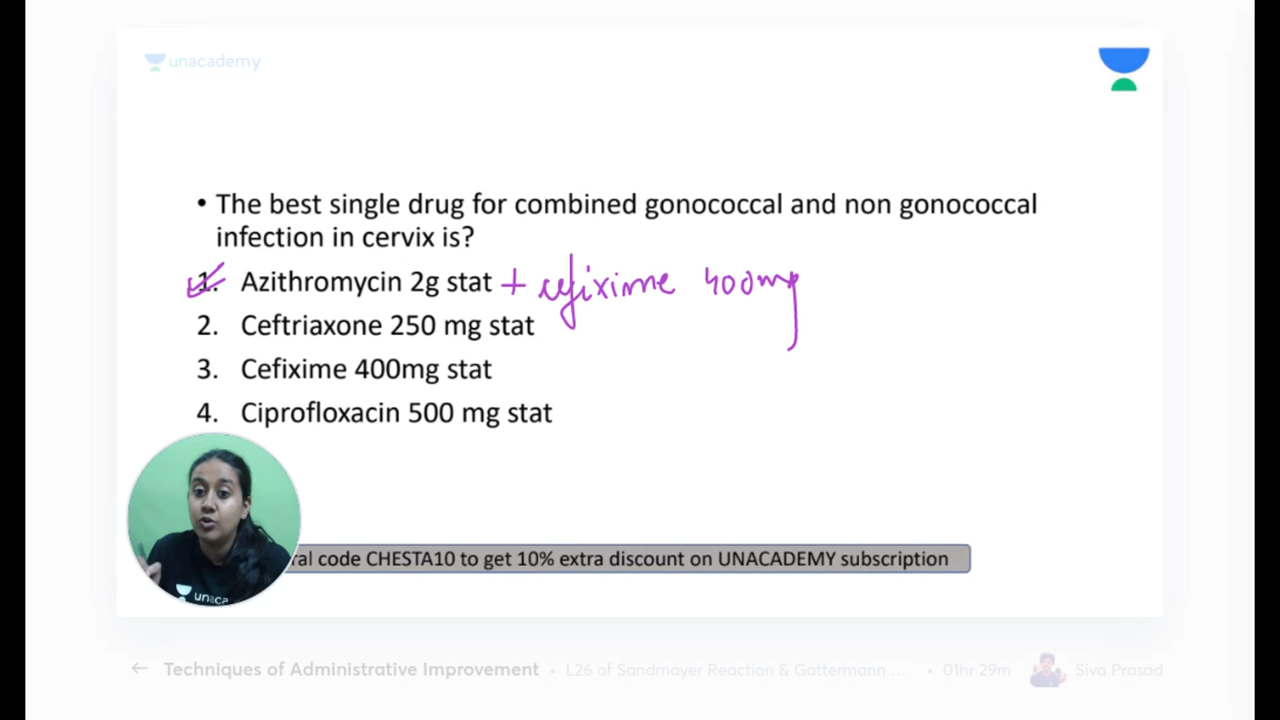 unacademy
• The best single drug for combined gonococcal and non gonococcal
infection in cervix is?
1. Azithromycin 2g stat + cefixime 400mg
2. Ceftriaxone 250 mg stat
3. Cefixime 400mg stat
4. Ciprofloxacin 500 mg stat
ral code CHESTA10 to get 10% extra discount on UNACADEMY subscription
unaca
← Techniques of Administrative Improvement • L26 of Sandmayer Reaction & Gattermann ... • 01hr 29m Siva Prasad